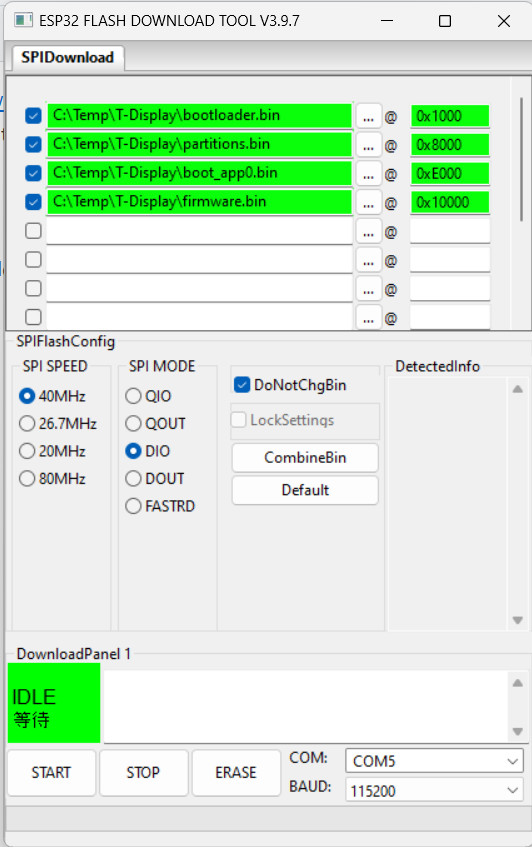 ESP32 FLASH DOWNLOAD TOOL V3.9.7
SPIDownload
C:\Temp\T-Display\bootloader.bin ... @ 0x1000
C:\Temp\T-Display\partitions.bin ... @ 0x8000
C:\Temp\T-Display\boot_app0.bin ... @ 0xE000
C:\Temp\T-Display\firmware.bin ... @ 0x10000
... @
... @
... @
... @
SPIFlashConfig
SPI SPEED
40MHz
26.7MHz
20MHz
80MHz
SPI MODE
QIO
QOUT
DIO
DOUT
FASTRD
DoNotChgBin
LockSettings
CombineBin
Default
DetectedInfo
DownloadPanel 1
IDLE
等待
START STOP ERASE
COM: COM5
BAUD: 115200